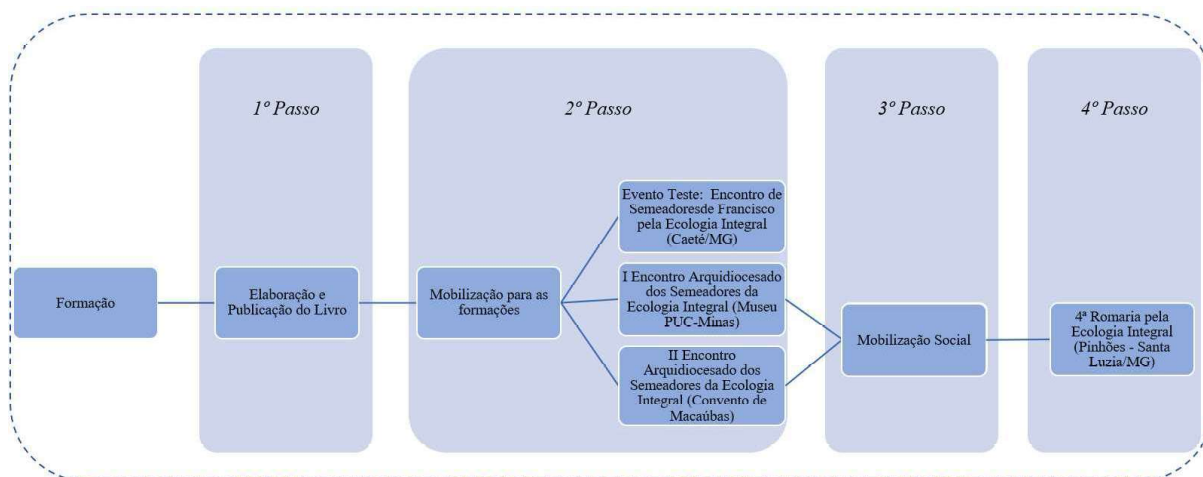 1º Passo
2º Passo
3º Passo
4º Passo
Formação
Elaboração e
Publicação do Livro
Mobilização para as
formações
Evento Teste: Encontro de
Semeadoresde Francisco
pela Ecologia Integral
(Caeté/MG)
I Encontro Arquidiocesado
dos Semeadores da
Ecologia Integral (Museu
PUC-Minas)
II Encontro
Arquidiocesado dos
Semeadores da Ecologia
Integral (Convento de
Macaúbas)
Mobilização Social
4ª Romaria pela
Ecologia Integral
(Pinhões - Santa
Luzia/MG)